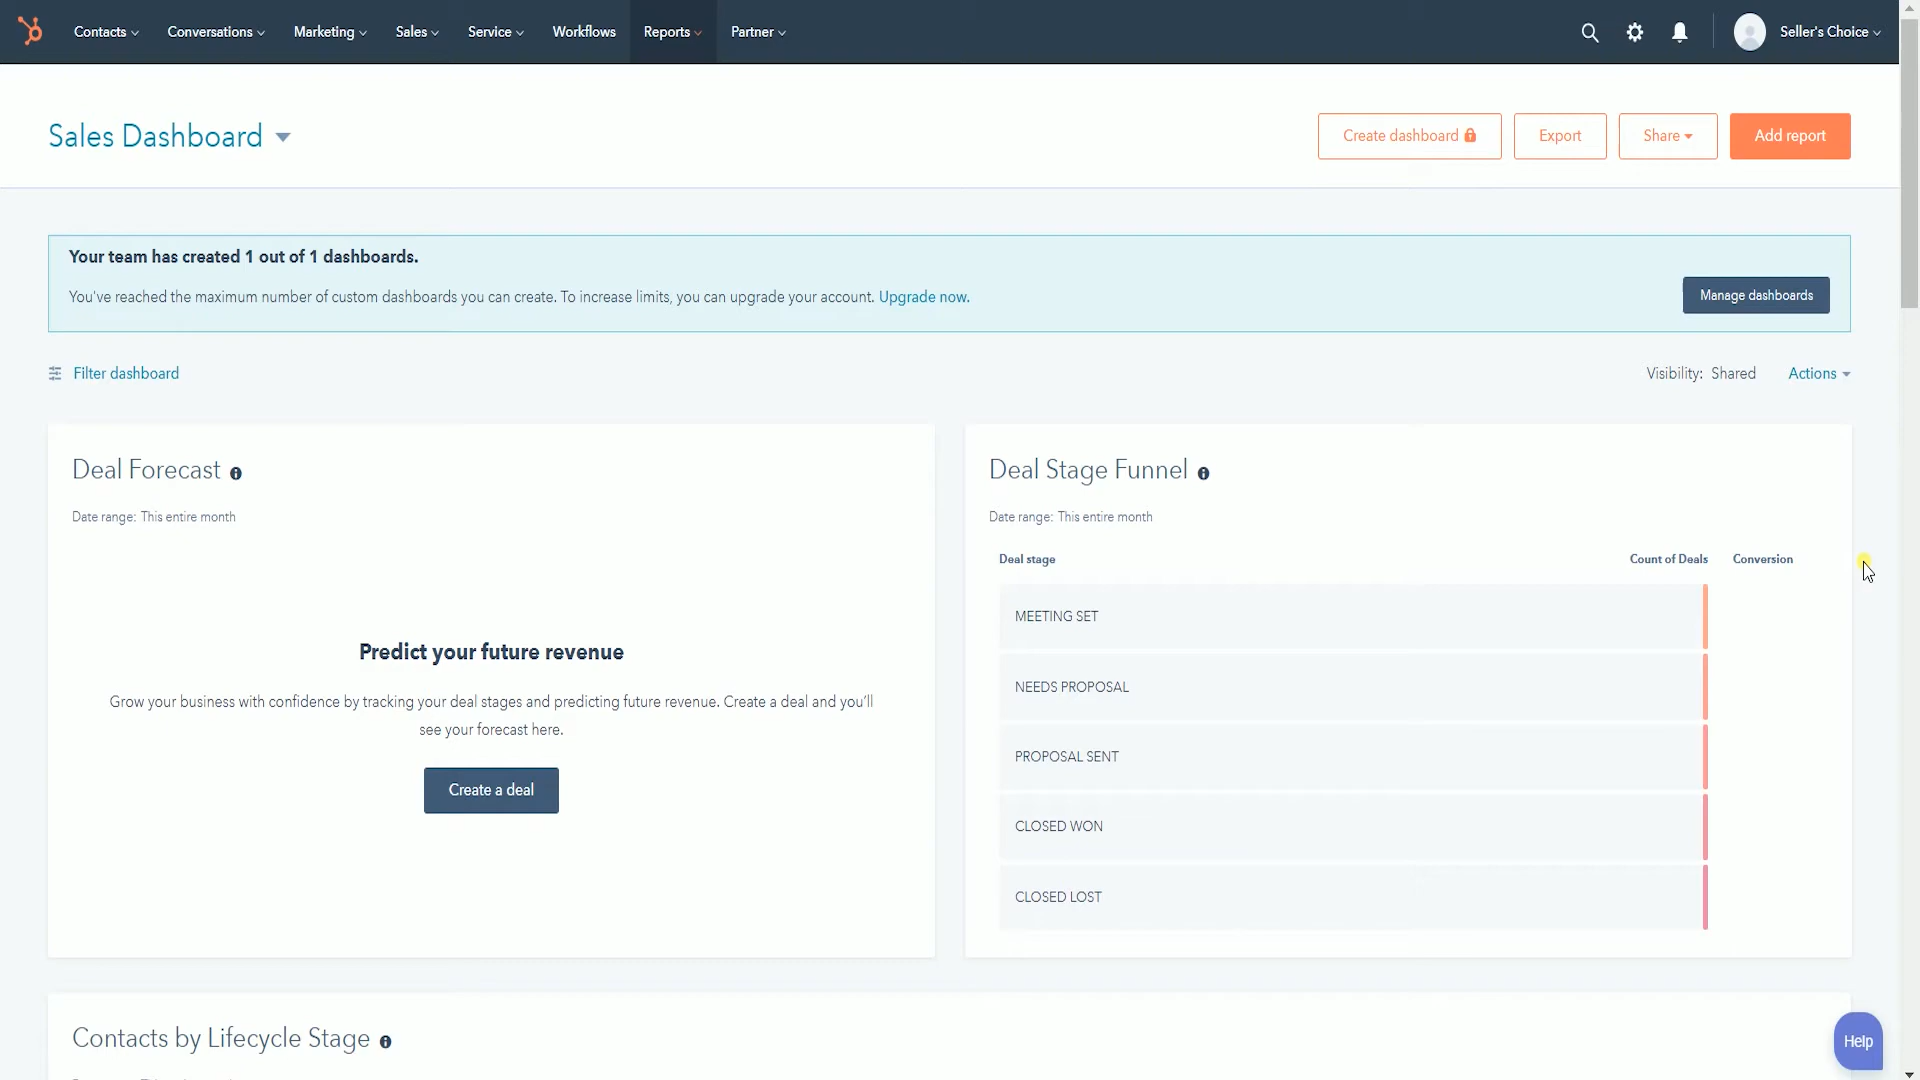 Contacts Conversations Marketing Sales Service Workflows Reports Partner Seller's Choice
Sales Dashboard
Create dashboard Export Share Add report
Your team has created 1 out of 1 dashboards.
You've reached the maximum number of custom dashboards you can create. To increase limits, you can upgrade your account. Upgrade now.
Manage dashboards
Filter dashboard
Visibility: Shared Actions
Deal Forecast
Date range: This entire month
Predict your future revenue
Grow your business with confidence by tracking your deal stages and predicting future revenue. Create a deal and you'll
see your forecast here.
Create a deal
Deal Stage Funnel
Date range: This entire month
Deal stage Count of Deals Conversion
MEETING SET
NEEDS PROPOSAL
PROPOSAL SENT
CLOSED WON
CLOSED LOST
Contacts by Lifecycle Stage
Help